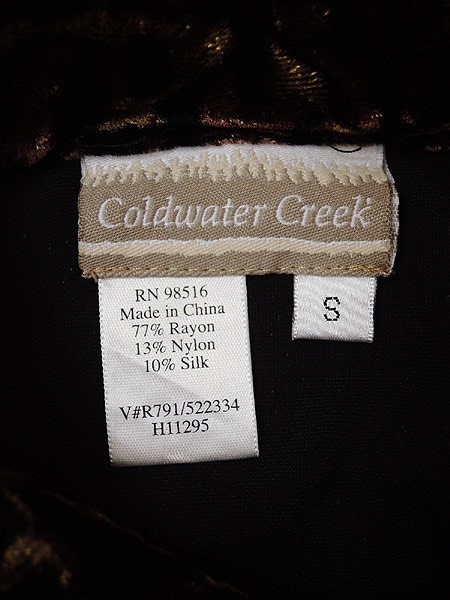 Coldwater Creek
RN 98516
Made in China
77% Rayon
13% Nylon
10% Silk
V#R791/522334
H11295
S